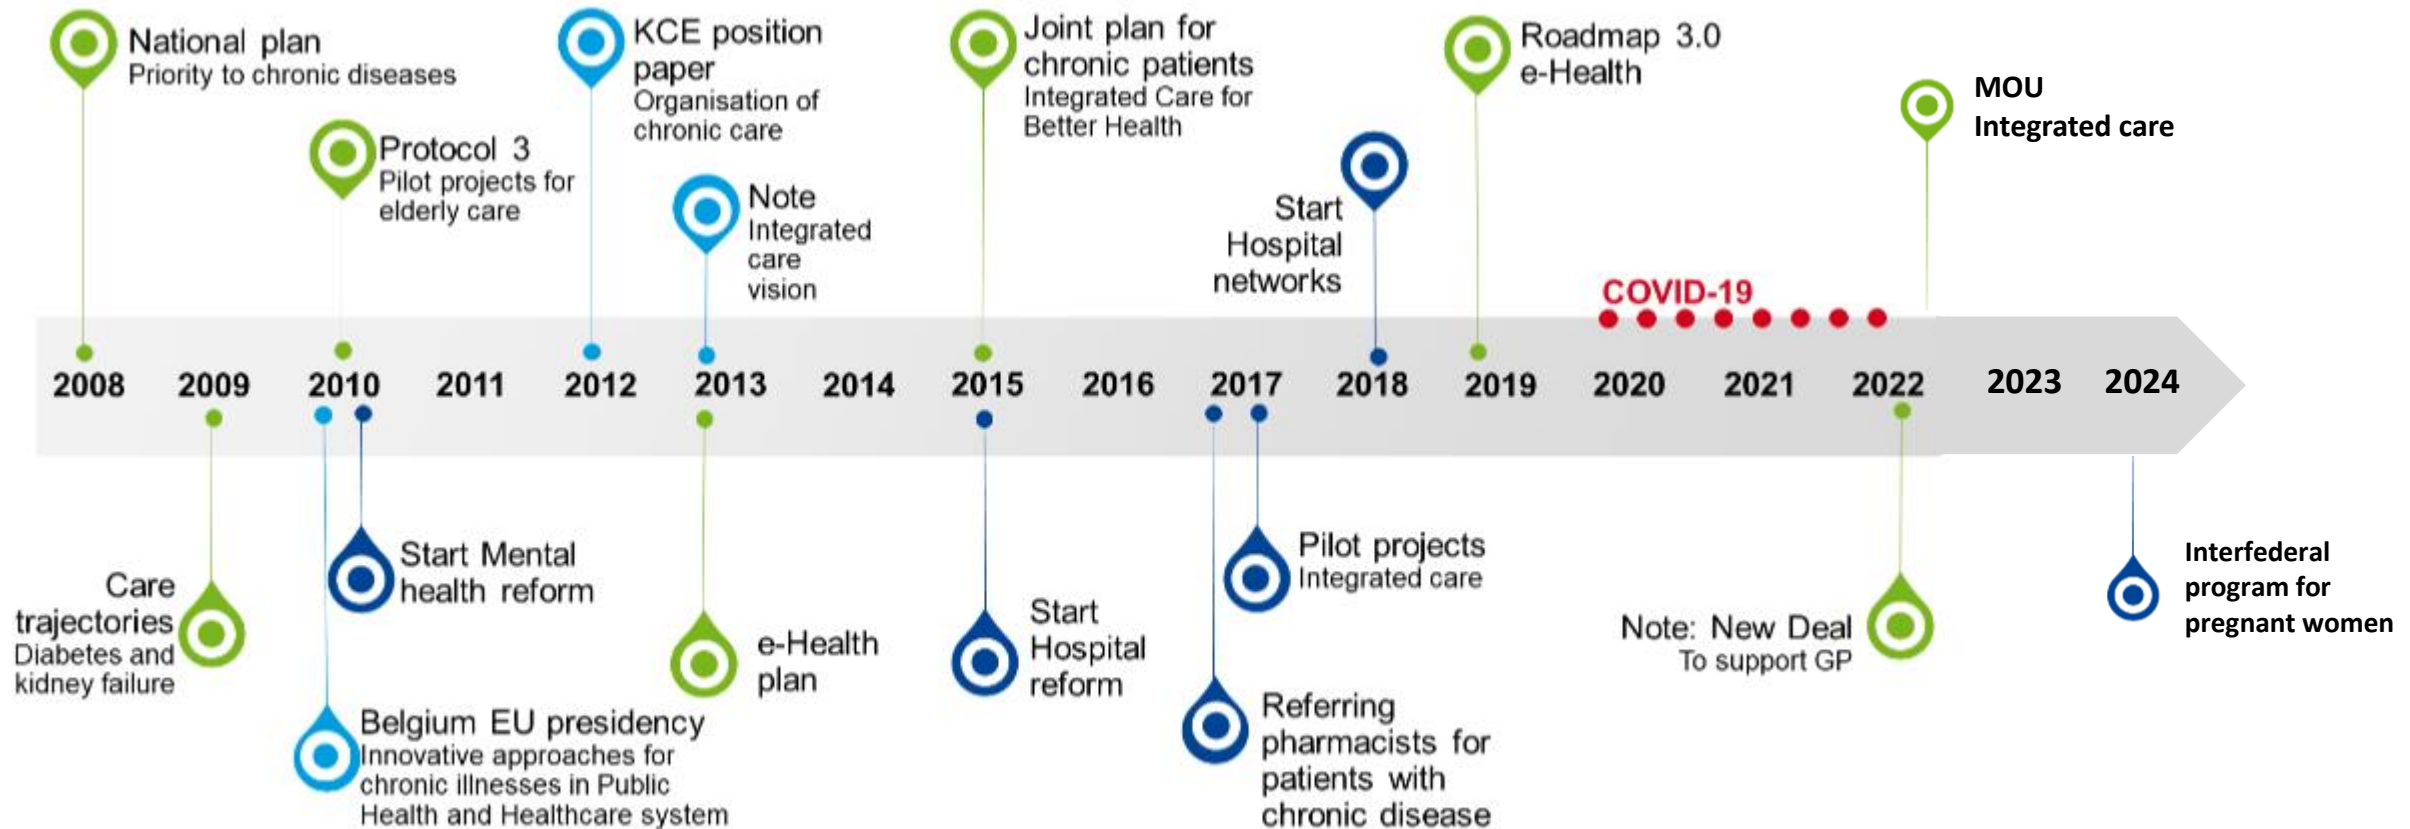 National plan
Priority to chronic diseases
Protocol 3
Pilot projects for
elderly care
KCE position
paper
Organisation of
chronic care
Note
Integrated
care
vision
Joint plan for
chronic patients
Integrated Care for
Better Health
Start
Hospital
networks
Roadmap 3.0
e-Health
COVID-19
MOU
Integrated care
2008 2009 2010 2011 2012 2013 2014 2015 2016 2017 2018 2019 2020 2021 2022 2023 2024
Care
trajectories
Diabetes and
kidney failure
Start Mental
health reform
Belgium EU presidency
Innovative approaches for
chronic illnesses in Public
Health and Healthcare system
e-Health
plan
Start
Hospital
reform
Pilot projects
Integrated care
Referring
pharmacists for
patients with
chronic disease
Note: New Deal
To support GP
Interfederal
program for
pregnant women